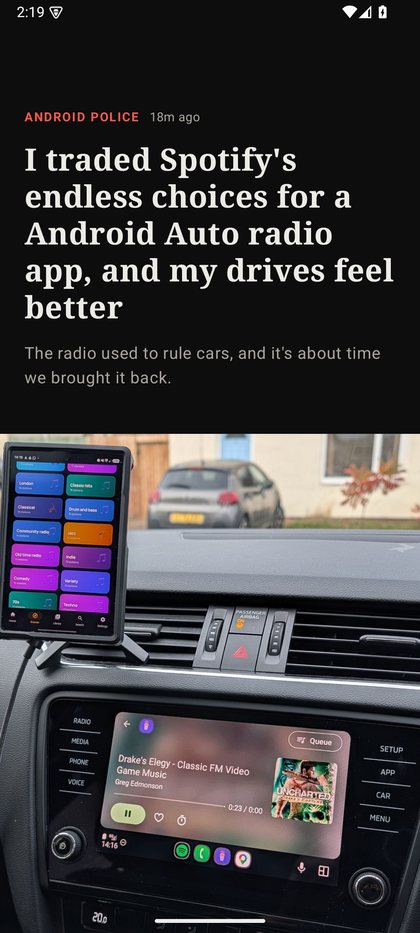 2:19
ANDROID POLICE 18m ago
I traded Spotify's
endless choices for a
Android Auto radio
app, and my drives feel
better
The radio used to rule cars, and it's about time
we brought it back.
London
Classic Hits
Classical
Drum and bass
Community radio
Old time radio
Indie
Comedy
Variety
70s
Techno
PASSENGER
AIRBAG
RADIO
MEDIA
PHONE
VOICE
SETUP
APP
CAR
MENU
Queue
Drake's Elegy - Classic FM Video
Game Music
Greg Edmonson
0:23 / 0:00
UNCHARTED
14:16
20.0